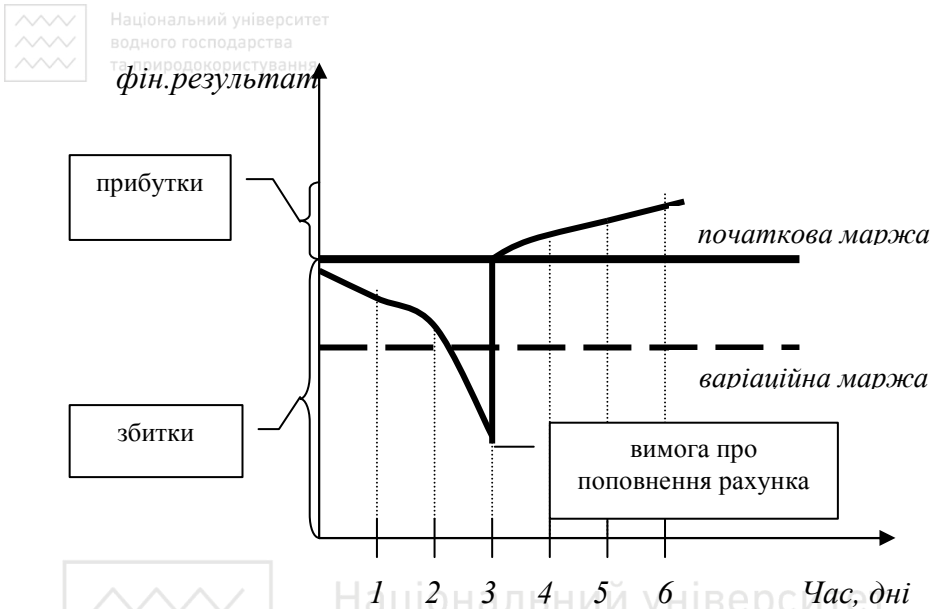 Національний університет
водного господарства
та природокористування
фін.результат
прибутки
початкова маржа
варіаційна маржа
збитки
вимога про
поповнення рахунка
1 2 3 4 5 6 Час, дні
Національний університет